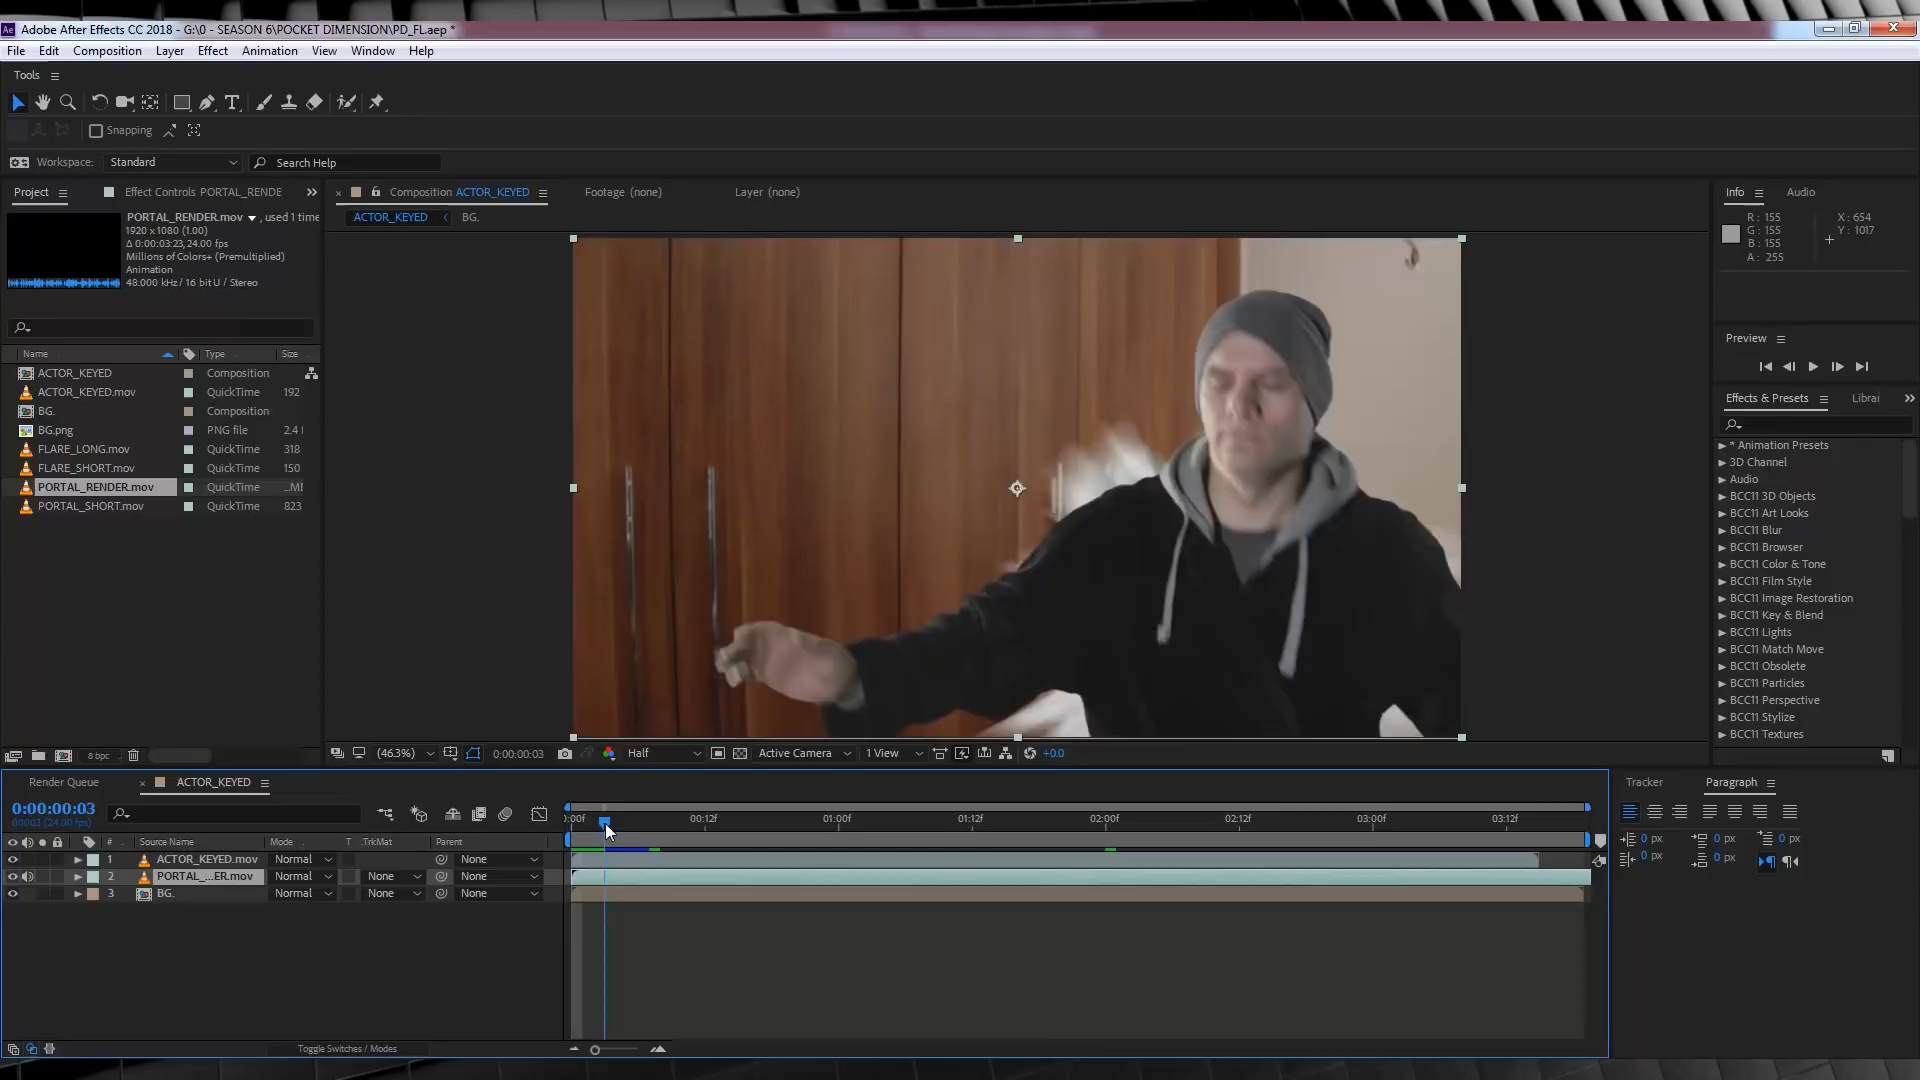 Adobe After Effects CC 2018 - G:\0 - SEASON 6\POCKET DIMENSION\PD_FL.aep *
File Edit Composition Layer Effect Animation View Window Help
Tools
Snapping
Workspace: Standard Search Help
Project Effect Controls PORTAL_RENDE
Composition ACTOR_KEYED Footage (none) Layer (none)
ACTOR_KEYED BG.
PORTAL_RENDER.mov , used 1 time
1920 x 1080 (1.00)
Δ 0:00:03:23, 24.00 fps
Millions of Colors+ (Premultiplied)
Animation
48.000 kHz / 16 bit U / Stereo
Name Type Size
ACTOR_KEYED Composition
ACTOR_KEYED.mov QuickTime 192
BG. Composition
BG.png PNG file 2.4
FLARE_LONG.mov QuickTime 318
FLARE_SHORT.mov QuickTime 150
PORTAL_RENDER.mov QuickTime ...ME
PORTAL_SHORT.mov QuickTime 823
8 bpc
(46.3%) 0:00:00:03 Half Active Camera 1 View +0.0
Info Audio
R: 155 X: 654
G: 155 Y: 1017
B: 155
A: 255
Preview
Effects & Presets Librai
* Animation Presets
3D Channel
Audio
BCC11 3D Objects
BCC11 Art Looks
BCC11 Blur
BCC11 Browser
BCC11 Color & Tone
BCC11 Film Style
BCC11 Image Restoration
BCC11 Key & Blend
BCC11 Lights
BCC11 Match Move
BCC11 Obsolete
BCC11 Particles
BCC11 Perspective
BCC11 Stylize
BCC11 Textures
Render Queue ACTOR_KEYED
0:00:00:03
00003 (24.00 fps)
:00f 00:12f 01:00f 01:12f 02:00f 02:12f 03:00f 03:12f
# Source Name Mode T TrkMat Parent
1 ACTOR_KEYED.mov Normal None
2 PORTAL_...ER.mov Normal None None
3 BG. Normal None None
Toggle Switches / Modes
Tracker Paragraph
0 px 0 px 0 px
0 px 0 px